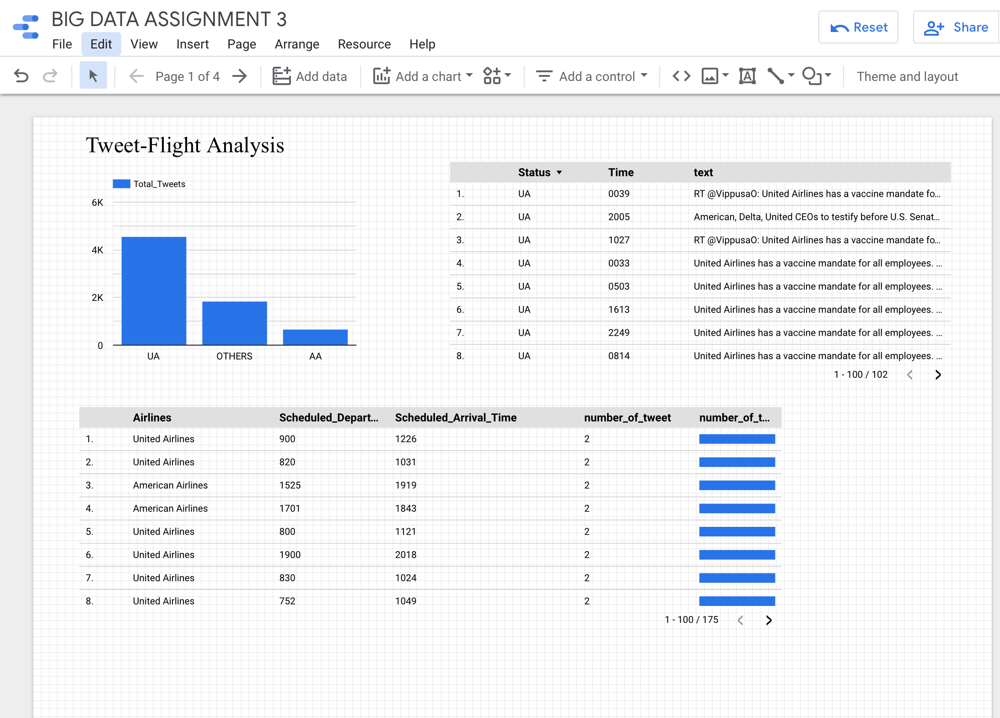 BIG DATA ASSIGNMENT 3
File Edit View Insert Page Arrange Resource Help
Reset
Share
Page 1 of 4
Add data
Add a chart
Add a control
A
Theme and layout
Tweet-Flight Analysis
Total_Tweets
6K
4K
2K
0
UA OTHERS AA
Status Time text
1. UA 0039 RT @VippusaO: United Airlines has a vaccine mandate fo...
2. UA 2005 American, Delta, United CEOs to testify before U.S. Senat...
3. UA 1027 RT @VippusaO: United Airlines has a vaccine mandate fo...
4. UA 0033 United Airlines has a vaccine mandate for all employees. ...
5. UA 0503 United Airlines has a vaccine mandate for all employees. ...
6. UA 1613 United Airlines has a vaccine mandate for all employees. ...
7. UA 2249 United Airlines has a vaccine mandate for all employees. ...
8. UA 0814 United Airlines has a vaccine mandate for all employees. ...
1 - 100 / 102
Airlines Scheduled_Depart... Scheduled_Arrival_Time number_of_tweet number_of_t...
1. United Airlines 900 1226 2
2. United Airlines 820 1031 2
3. American Airlines 1525 1919 2
4. American Airlines 1701 1843 2
5. United Airlines 800 1121 2
6. United Airlines 1900 2018 2
7. United Airlines 830 1024 2
8. United Airlines 752 1049 2
1 - 100 / 175